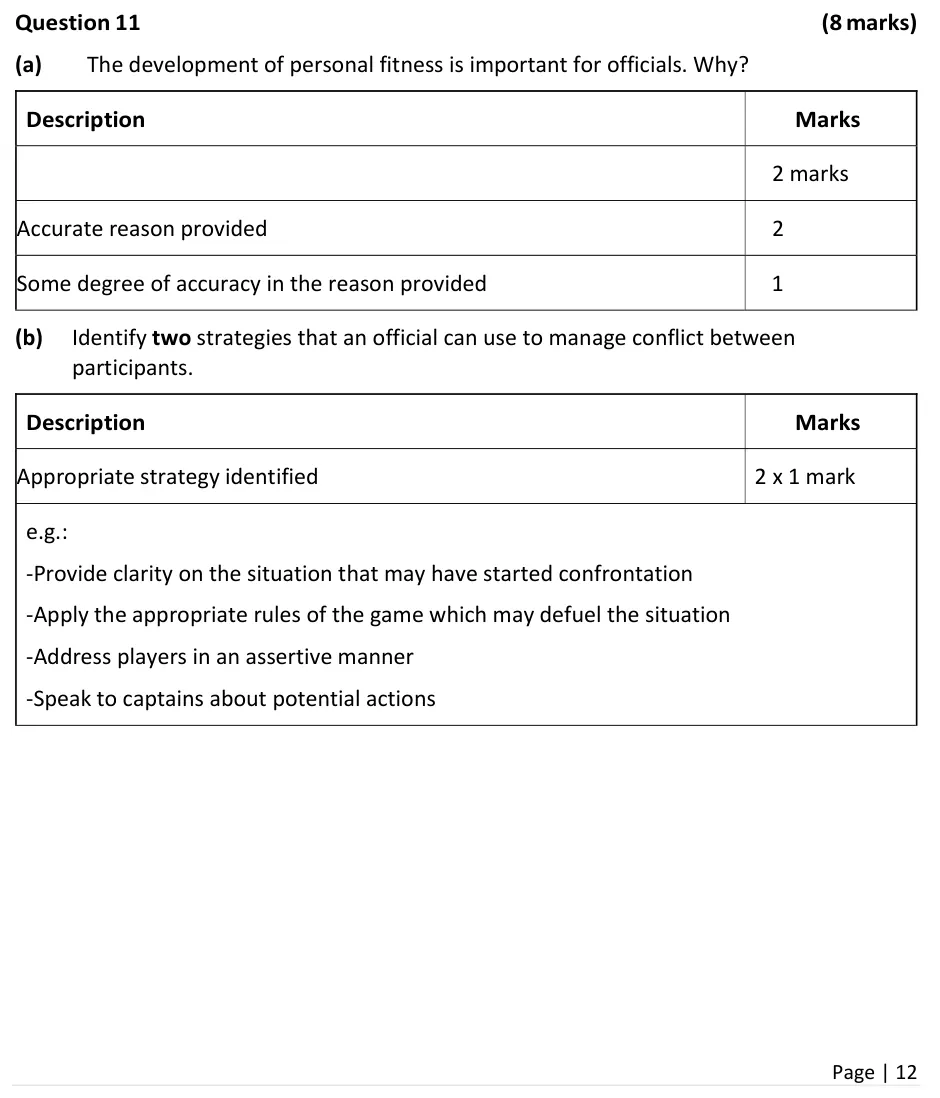 Question 11 (8 marks)
(a) The development of personal fitness is important for officials. Why?
Description Marks
2 marks
Accurate reason provided 2
Some degree of accuracy in the reason provided 1
(b) Identify two strategies that an official can use to manage conflict between
participants.
Description Marks
Appropriate strategy identified 2 x 1 mark
e.g.:
-Provide clarity on the situation that may have started confrontation
-Apply the appropriate rules of the game which may defuel the situation
-Address players in an assertive manner
-Speak to captains about potential actions
Page | 12